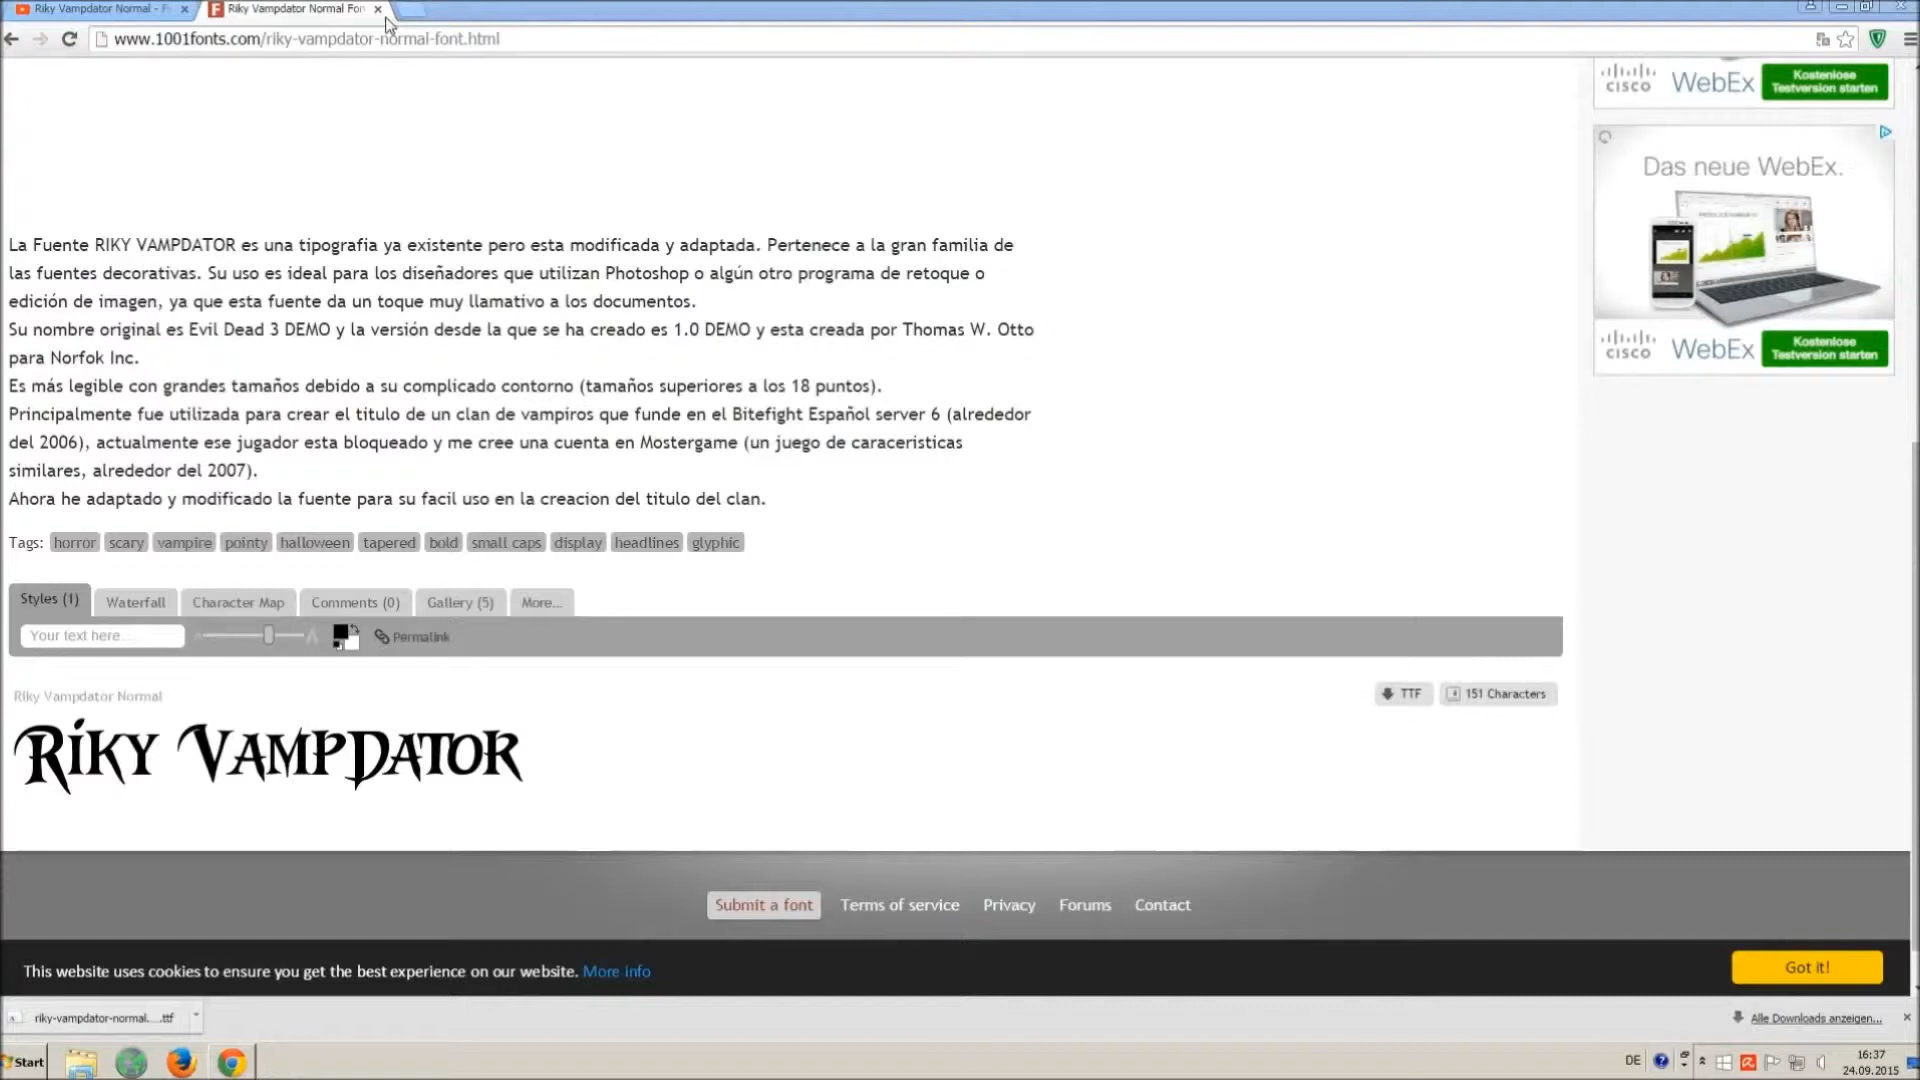 Riky Vampdator Normal - F
Riky Vampdator Normal Fon
www.1001fonts.com/riky-vampdator-normal-font.html
CISCO WebEx Kostenlose
Testversion starten
Das neue WebEx.
CISCO WebEx Kostenlose
Testversion starten
La Fuente RIKY VAMPDATOR es una tipografia ya existente pero esta modificada y adaptada. Pertenece a la gran familia de
las fuentes decorativas. Su uso es ideal para los diseñadores que utilizan Photoshop o algún otro programa de retoque o
edición de imagen, ya que esta fuente da un toque muy llamativo a los documentos.
Su nombre original es Evil Dead 3 DEMO y la versión desde la que se ha creado es 1.0 DEMO y esta creada por Thomas W. Otto
para Norfok Inc.
Es más legible con grandes tamaños debido a su complicado contorno (tamaños superiores a los 18 puntos).
Principalmente fue utilizada para crear el titulo de un clan de vampiros que funde en el Bitefight Español server 6 (alrededor
del 2006), actualmente ese jugador esta bloqueado y me cree una cuenta en Mostergame (un juego de caraceristicas
similares, alrededor del 2007).
Ahora he adaptado y modificado la fuente para su facil uso en la creacion del titulo del clan.
Tags: horror scary vampire pointy halloween tapered bold small caps display headlines glyphic
Styles (1) Waterfall Character Map Comments (0) Gallery (5) More...
Your text here... Permalink
Riky Vampdator Normal TTF 151 Characters
Riky VampDator
Submit a font Terms of service Privacy Forums Contact
This website uses cookies to ensure you get the best experience on our website. More info Got it!
riky-vampdator-normal....ttf Alle Downloads anzeigen...
Start DE 16:37
24.09.2015